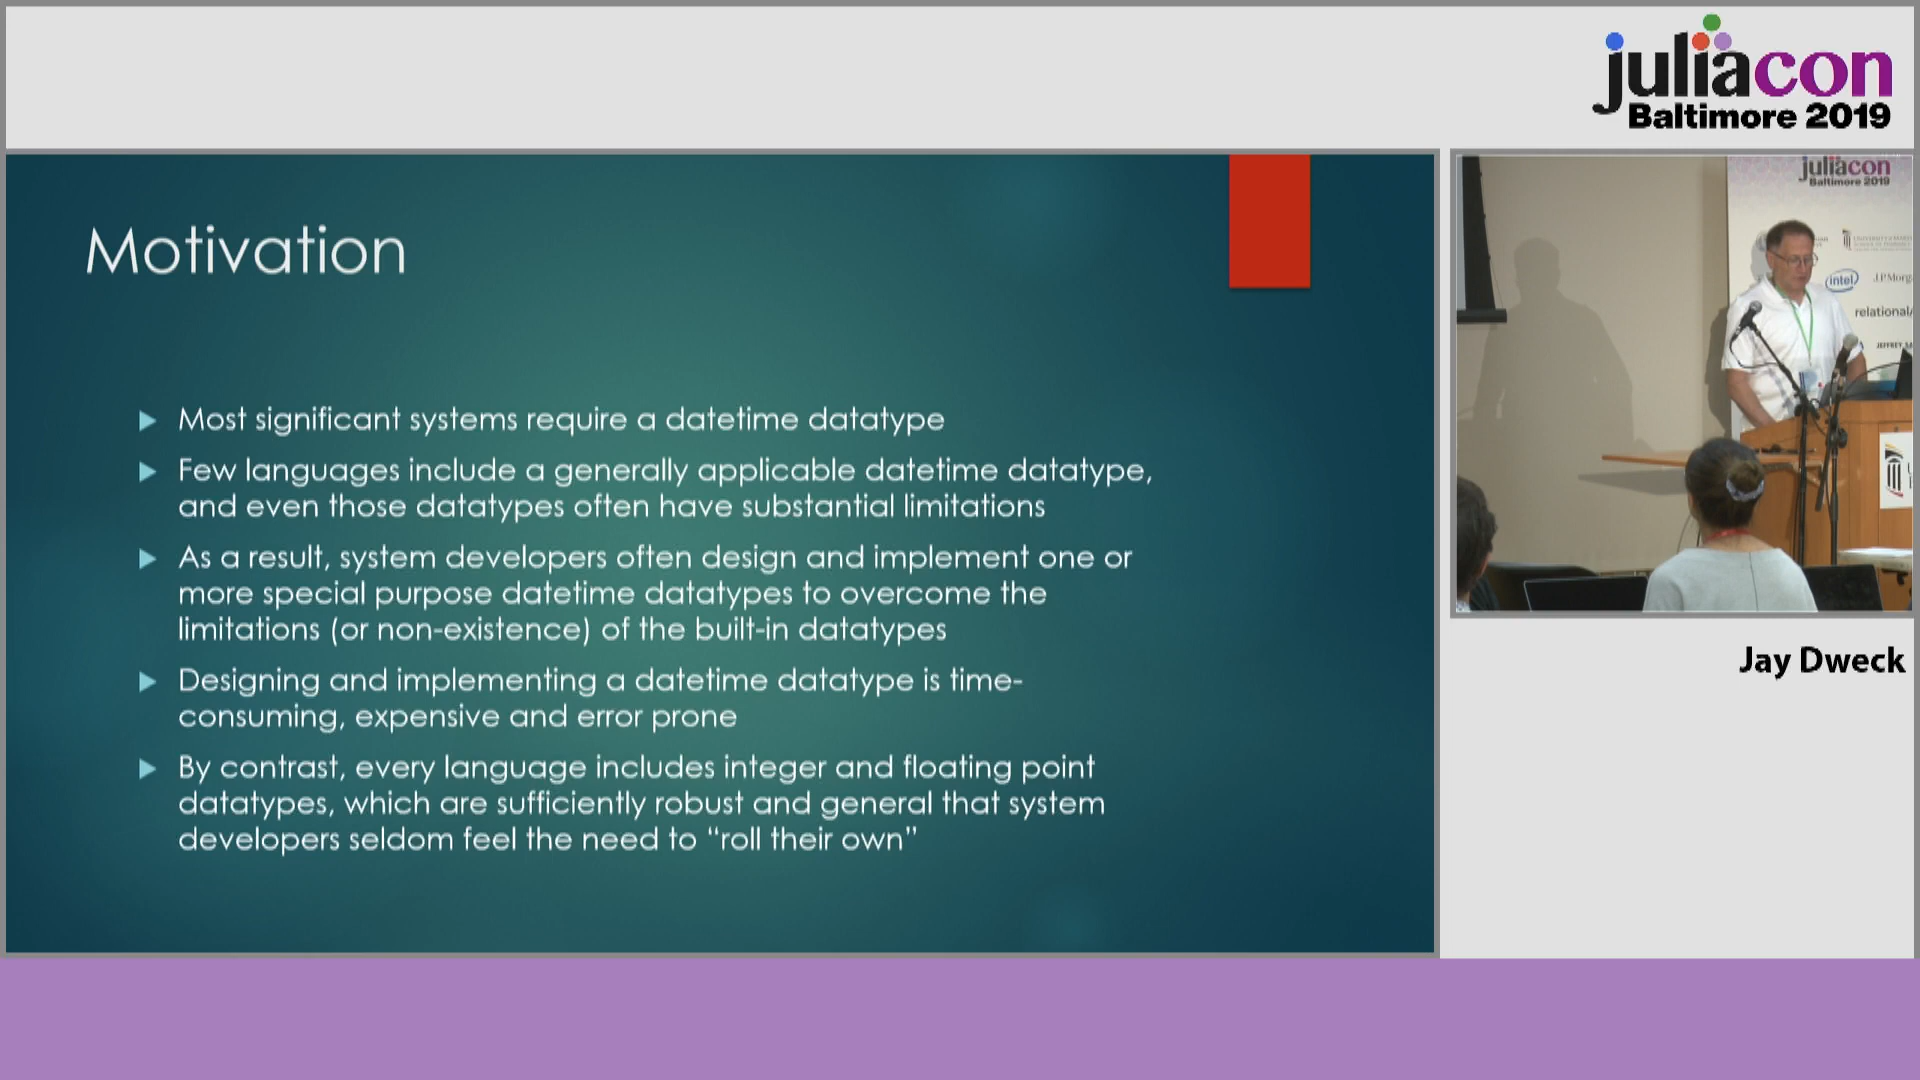 juliacon
Baltimore 2019
Motivation
Most significant systems require a datetime datatype
Few languages include a generally applicable datetime datatype,
and even those datatypes often have substantial limitations
As a result, system developers often design and implement one or
more special purpose datetime datatypes to overcome the
limitations (or non-existence) of the built-in datatypes
Designing and implementing a datetime datatype is time-
consuming, expensive and error prone
By contrast, every language includes integer and floating point
datatypes, which are sufficiently robust and general that system
developers seldom feel the need to “roll their own”
juliacon
Baltimore 2019
intel
J.P.Morg
relational
Jay Dweck